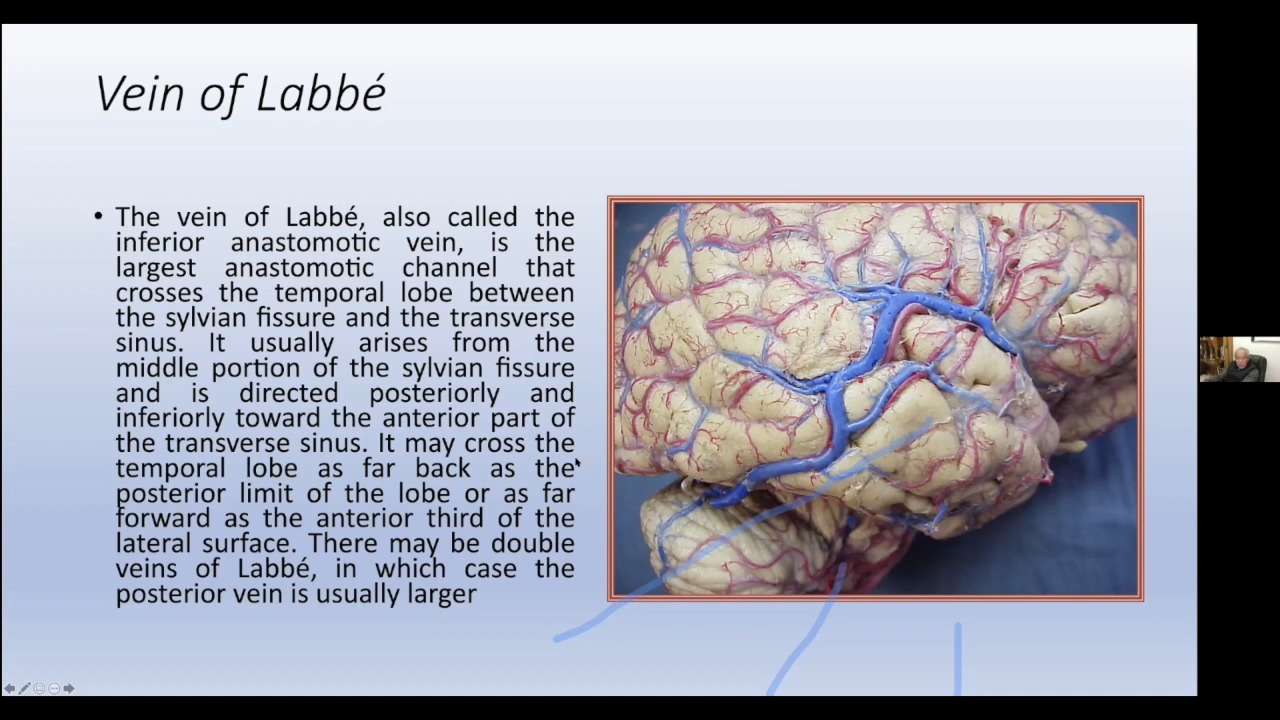 Vein of Labbé
• The vein of Labbé, also called the
inferior anastomotic vein, is the
largest anastomotic channel that
crosses the temporal lobe between
the sylvian fissure and the transverse
sinus. It usually arises from the
middle portion of the sylvian fissure
and is directed posteriorly and
inferiorly toward the anterior part of
the transverse sinus. It may cross the
temporal lobe as far back as the
posterior limit of the lobe or as far
forward as the anterior third of the
lateral surface. There may be double
veins of Labbé, in which case the
posterior vein is usually larger